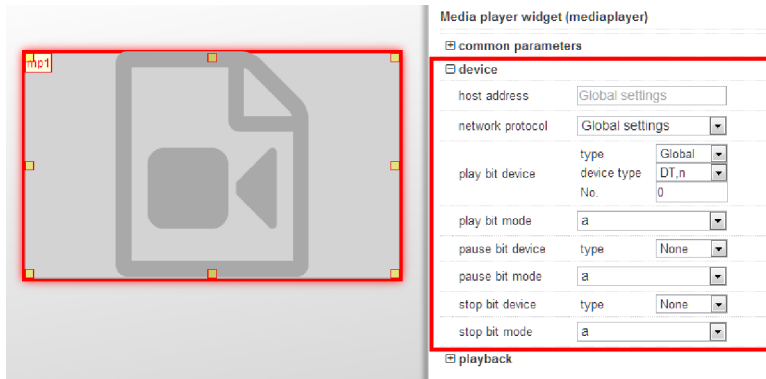 mp1
Media player widget (mediaplayer)
common parameters
device
host address Global settings
network protocol Global settings
play bit device type Global
device type DT,n
No. 0
play bit mode a
pause bit device type None
pause bit mode a
stop bit device type None
stop bit mode a
playback